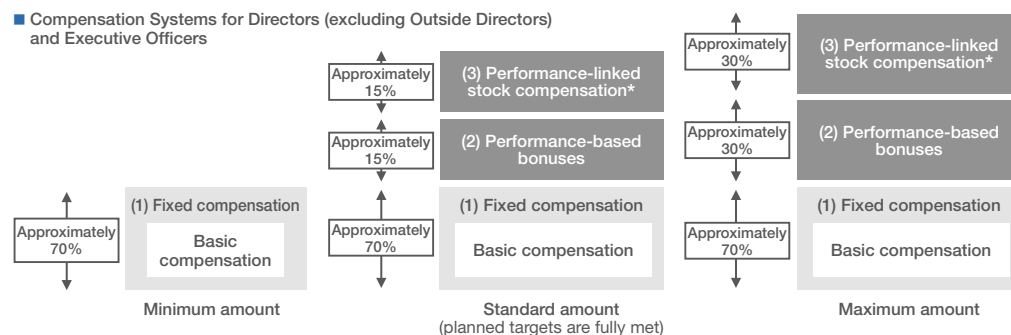 Compensation Systems for Directors (excluding Outside Directors)
and Executive Officers
Approximately
70%
(1) Fixed compensation
Basic
compensation
Minimum amount
Approximately
15%
(3) Performance-linked
stock compensation*
Approximately
15%
(2) Performance-based
bonuses
Approximately
70%
(1) Fixed compensation
Basic compensation
Standard amount
(planned targets are fully met)
Approximately
30%
(3) Performance-linked
stock compensation*
Approximately
30%
(2) Performance-based
bonuses
Approximately
70%
(1) Fixed compensation
Basic compensation
Maximum amount